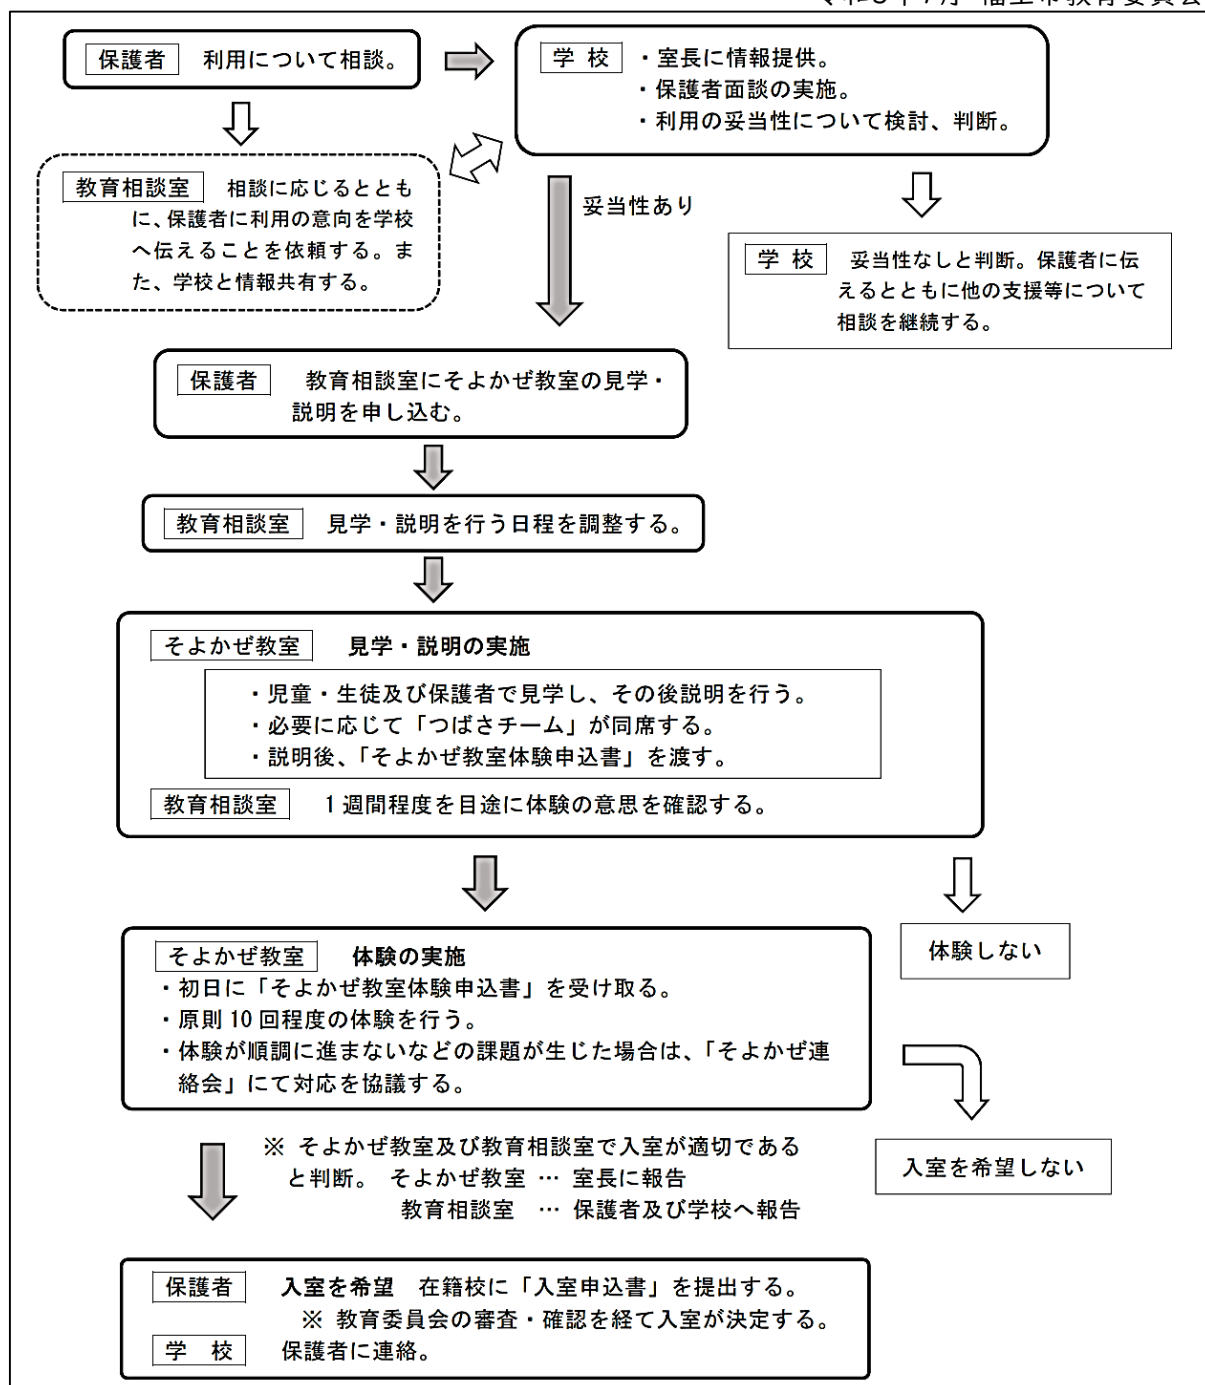 保護者 利用について相談。
学 校 ・室長に情報提供。
・保護者面談の実施。
・利用の妥当性について検討、判断。
教育相談室 相談に応じるととも
に、保護者に利用の意向を学校
へ伝えることを依頼する。ま
た、学校と情報共有する。
妥当性あり
学 校 妥当性なしと判断。保護者に伝
えるとともに他の支援等について
相談を継続する。
保護者 教育相談室にそよかぜ教室の見学・
説明を申し込む。
教育相談室 見学・説明を行う日程を調整する。
そよかぜ教室 見学・説明の実施
・児童・生徒及び保護者で見学し、その後説明を行う。
・必要に応じて「つばさチーム」が同席する。
・説明後、「そよかぜ教室体験申込書」を渡す。
教育相談室 1週間程度を目途に体験の意思を確認する。
体験しない
そよかぜ教室 体験の実施
・初日に「そよかぜ教室体験申込書」を受け取る。
・原則10回程度の体験を行う。
・体験が順調に進まないなどの課題が生じた場合は、「そよかぜ連
絡会」にて対応を協議する。
入室を希望しない
※ そよかぜ教室及び教育相談室で入室が適切である
と判断。 そよかぜ教室 … 室長に報告
教育相談室 … 保護者及び学校へ報告
保護者 入室を希望 在籍校に「入室申込書」を提出する。
※ 教育委員会の審査・確認を経て入室が決定する。
学 校 保護者に連絡。